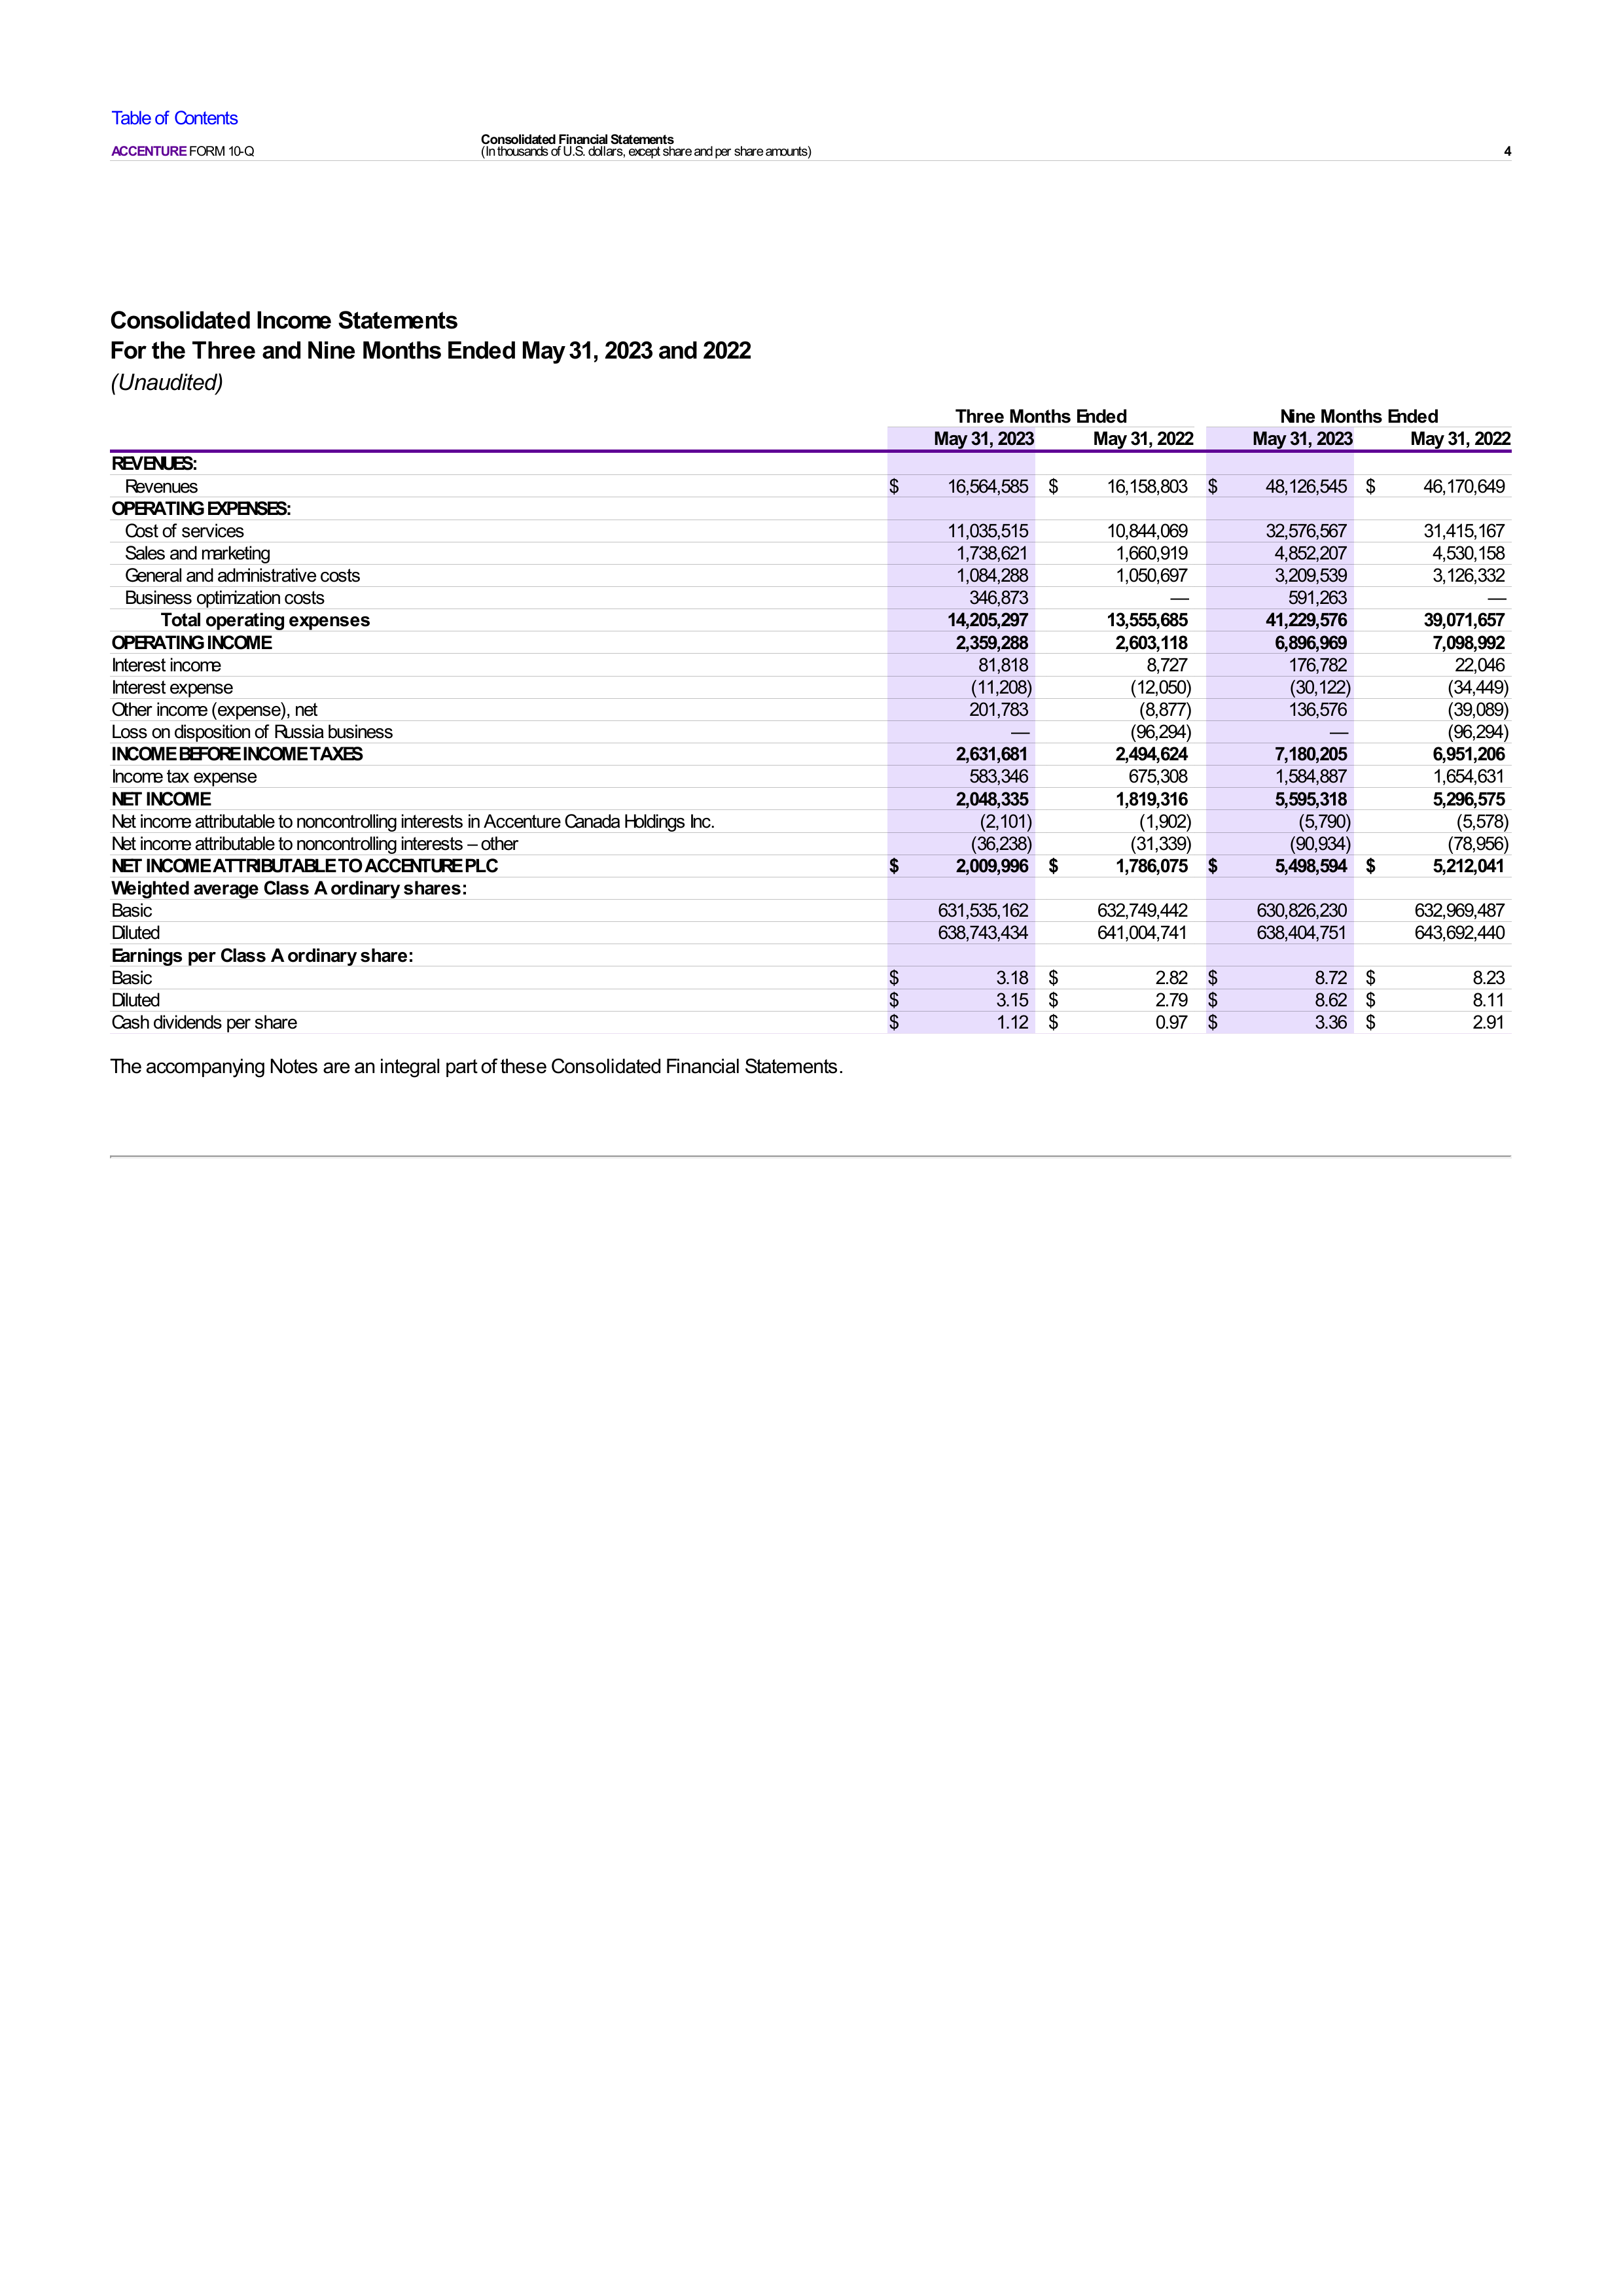 Table of Contents
Consolidated Financial Statements
ACCENTURE FORM 10-Q (In thousands of U.S. dollars, except share and per share amounts) 4
Consolidated Income Statements
For the Three and Nine Months Ended May 31, 2023 and 2022
(Unaudited)
Three Months Ended Nine Months Ended
May 31, 2023 May 31, 2022 May 31, 2023 May 31, 2022
REVENUES:
Revenues $ 16,564,585 $ 16,158,803 $ 48,126,545 $ 46,170,649
OPERATING EXPENSES:
Cost of services 11,035,515 10,844,069 32,576,567 31,415,167
Sales and marketing 1,738,621 1,660,919 4,852,207 4,530,158
General and administrative costs 1,084,288 1,050,697 3,209,539 3,126,332
Business optimization costs 346,873 — 591,263 —
Total operating expenses 14,205,297 13,555,685 41,229,576 39,071,657
OPERATING INCOME 2,359,288 2,603,118 6,896,969 7,098,992
Interest income 81,818 8,727 176,782 22,046
Interest expense (11,208) (12,050) (30,122) (34,449)
Other income (expense), net 201,783 (8,877) 136,576 (39,089)
Loss on disposition of Russia business — (96,294) — (96,294)
INCOME BEFORE INCOME TAXES 2,631,681 2,494,624 7,180,205 6,951,206
Income tax expense 583,346 675,308 1,584,887 1,654,631
NET INCOME 2,048,335 1,819,316 5,595,318 5,296,575
Net income attributable to noncontrolling interests in Accenture Canada Holdings Inc. (2,101) (1,902) (5,790) (5,578)
Net income attributable to noncontrolling interests – other (36,238) (31,339) (90,934) (78,956)
NET INCOME ATTRIBUTABLE TO ACCENTURE PLC $ 2,009,996 $ 1,786,075 $ 5,498,594 $ 5,212,041
Weighted average Class A ordinary shares:
Basic 631,535,162 632,749,442 630,826,230 632,969,487
Diluted 638,743,434 641,004,741 638,404,751 643,692,440
Earnings per Class A ordinary share:
Basic $ 3.18 $ 2.82 $ 8.72 $ 8.23
Diluted $ 3.15 $ 2.79 $ 8.62 $ 8.11
Cash dividends per share $ 1.12 $ 0.97 $ 3.36 $ 2.91
The accompanying Notes are an integral part of these Consolidated Financial Statements.